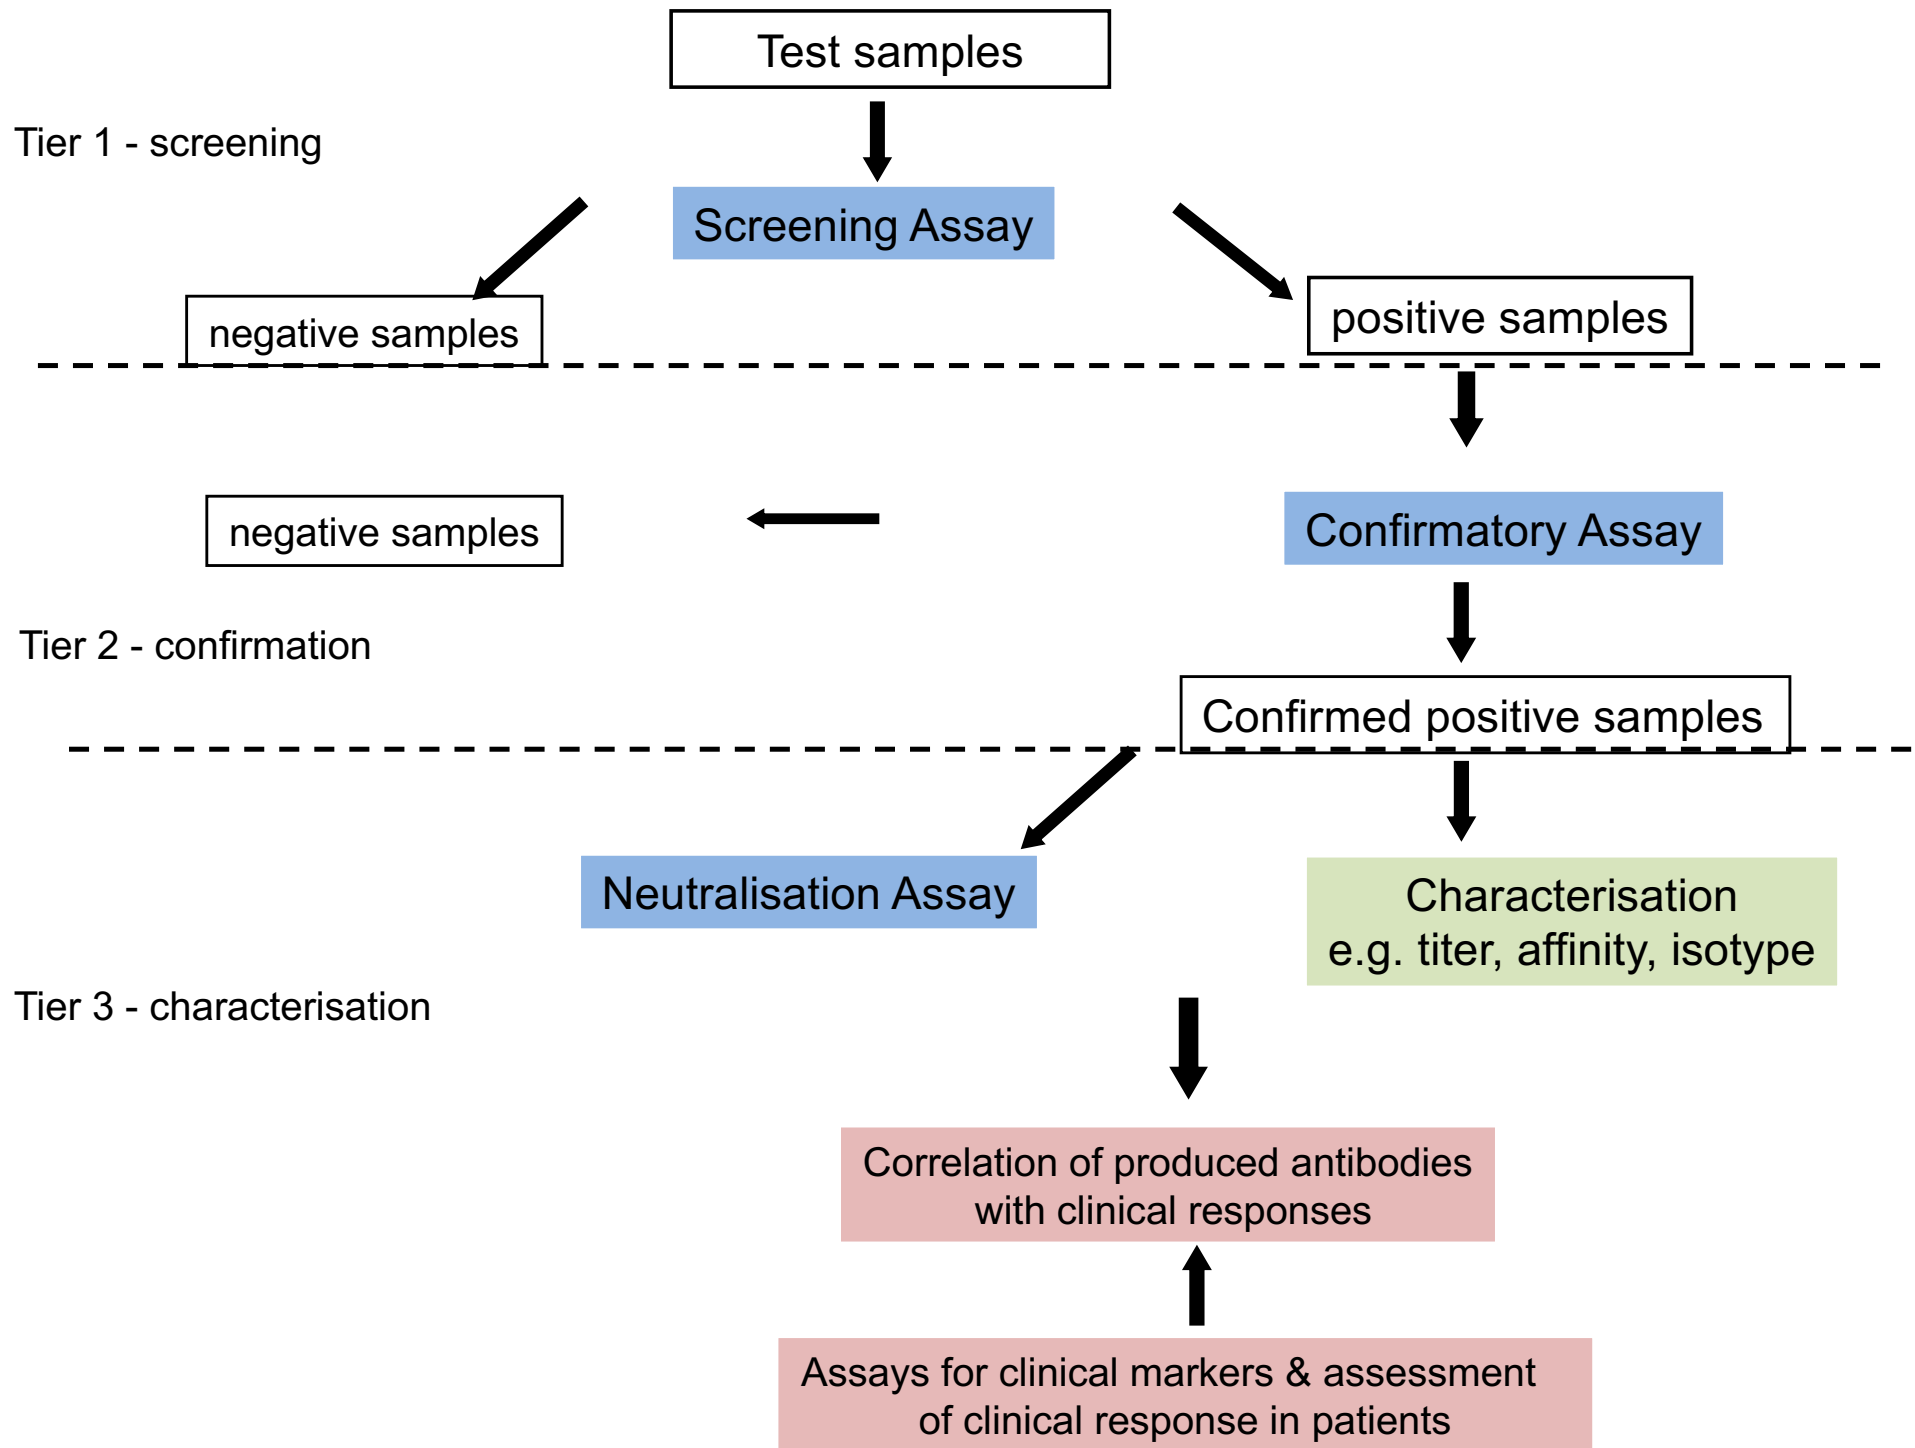 Test samples
Tier 1 - screening
Screening Assay
negative samples
positive samples
negative samples
Confirmatory Assay
Tier 2 - confirmation
Confirmed positive samples
Neutralisation Assay
Characterisation
e.g. titer, affinity, isotype
Tier 3 - characterisation
Correlation of produced antibodies
with clinical responses
Assays for clinical markers & assessment
of clinical response in patients